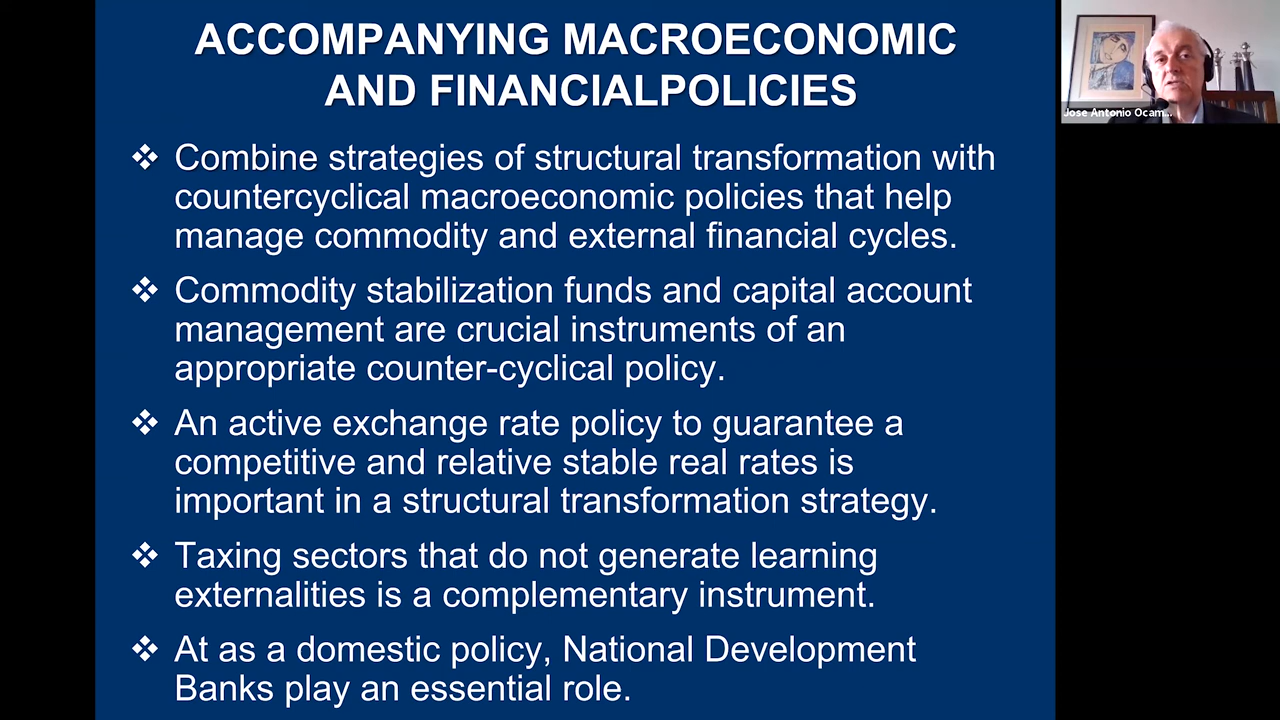 ACCOMPANYING MACROECONOMIC
AND FINANCIALPOLICIES
❖ Combine strategies of structural transformation with
countercyclical macroeconomic policies that help
manage commodity and external financial cycles.
❖ Commodity stabilization funds and capital account
management are crucial instruments of an
appropriate counter-cyclical policy.
❖ An active exchange rate policy to guarantee a
competitive and relative stable real rates is
important in a structural transformation strategy.
❖ Taxing sectors that do not generate learning
externalities is a complementary instrument.
❖ At as a domestic policy, National Development
Banks play an essential role.
Jose Antonio Ocam...